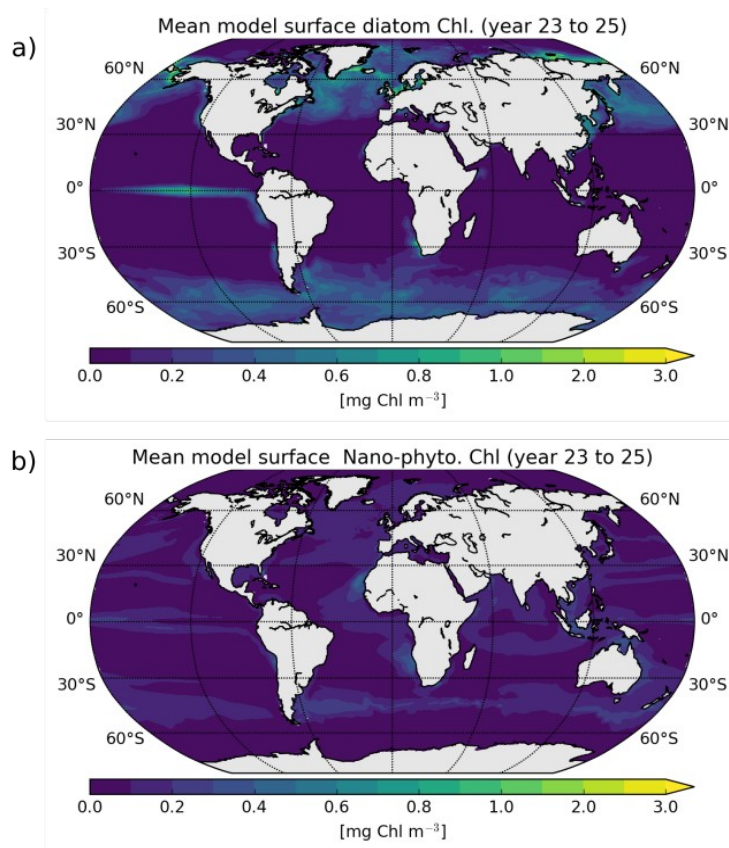 a)
Mean model surface diatom Chl. (year 23 to 25)
60°N 60°N
30°N 30°N
0° 0°
30°S 30°S
60°S 60°S
0.0 0.2 0.4 0.6 0.8 1.0 2.0 3.0
[mg Chl m⁻³]
b)
Mean model surface  Nano-phyto. Chl (year 23 to 25)
60°N 60°N
30°N 30°N
0° 0°
30°S 30°S
60°S 60°S
0.0 0.2 0.4 0.6 0.8 1.0 2.0 3.0
[mg Chl m⁻³]